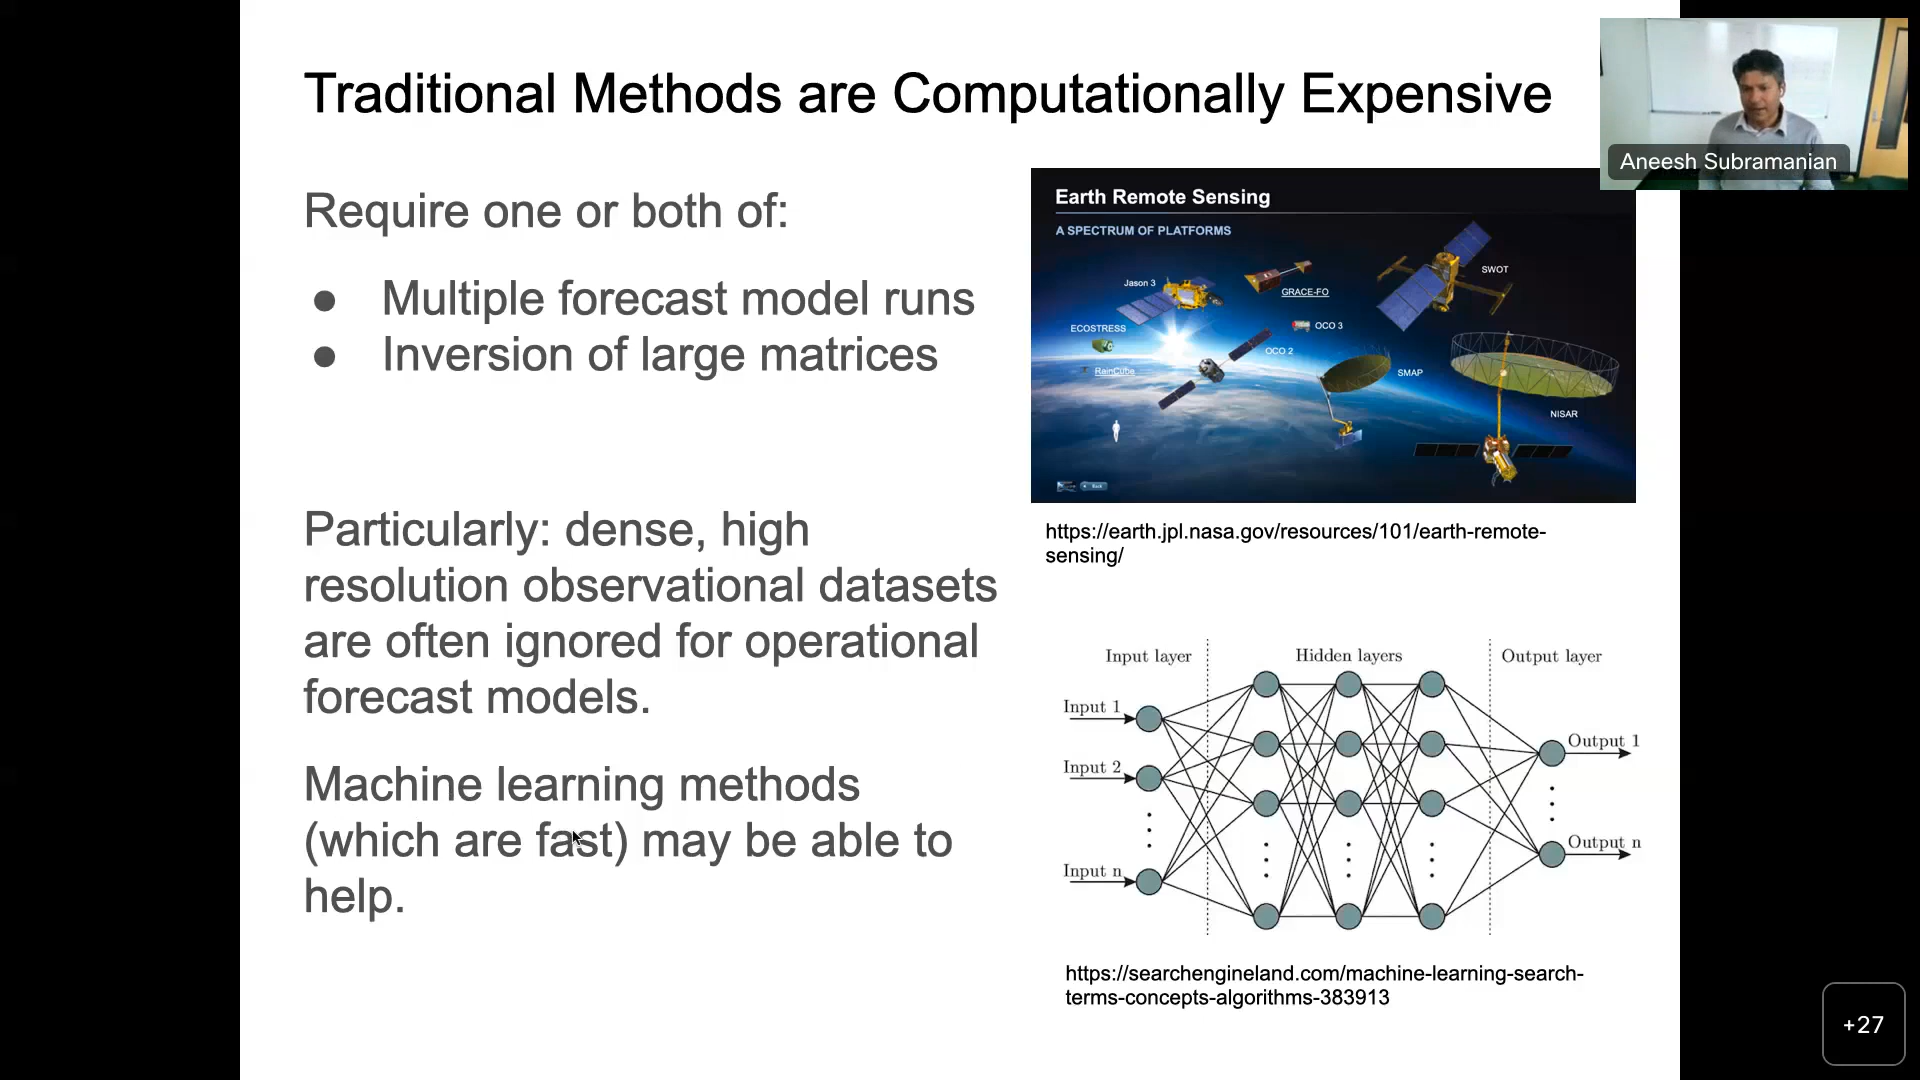 Traditional Methods are Computationally Expensive
Aneesh Subramanian
Require one or both of:
● Multiple forecast model runs
● Inversion of large matrices
Particularly: dense, high
resolution observational datasets
are often ignored for operational
forecast models.
Machine learning methods
(which are fast) may be able to
help.
Earth Remote Sensing
A SPECTRUM OF PLATFORMS
Jason 3
GRACE-FO
SWOT
ECOSTRESS
OCO 3
RainCube
OCO 2
SMAP
NISAR
Back
https://earth.jpl.nasa.gov/resources/101/earth-remote-
sensing/
Input layer
Hidden layers
Output layer
Input 1
Input 2
Input n
Output 1
Output n
https://searchengineland.com/machine-learning-search-
terms-concepts-algorithms-383913
+27